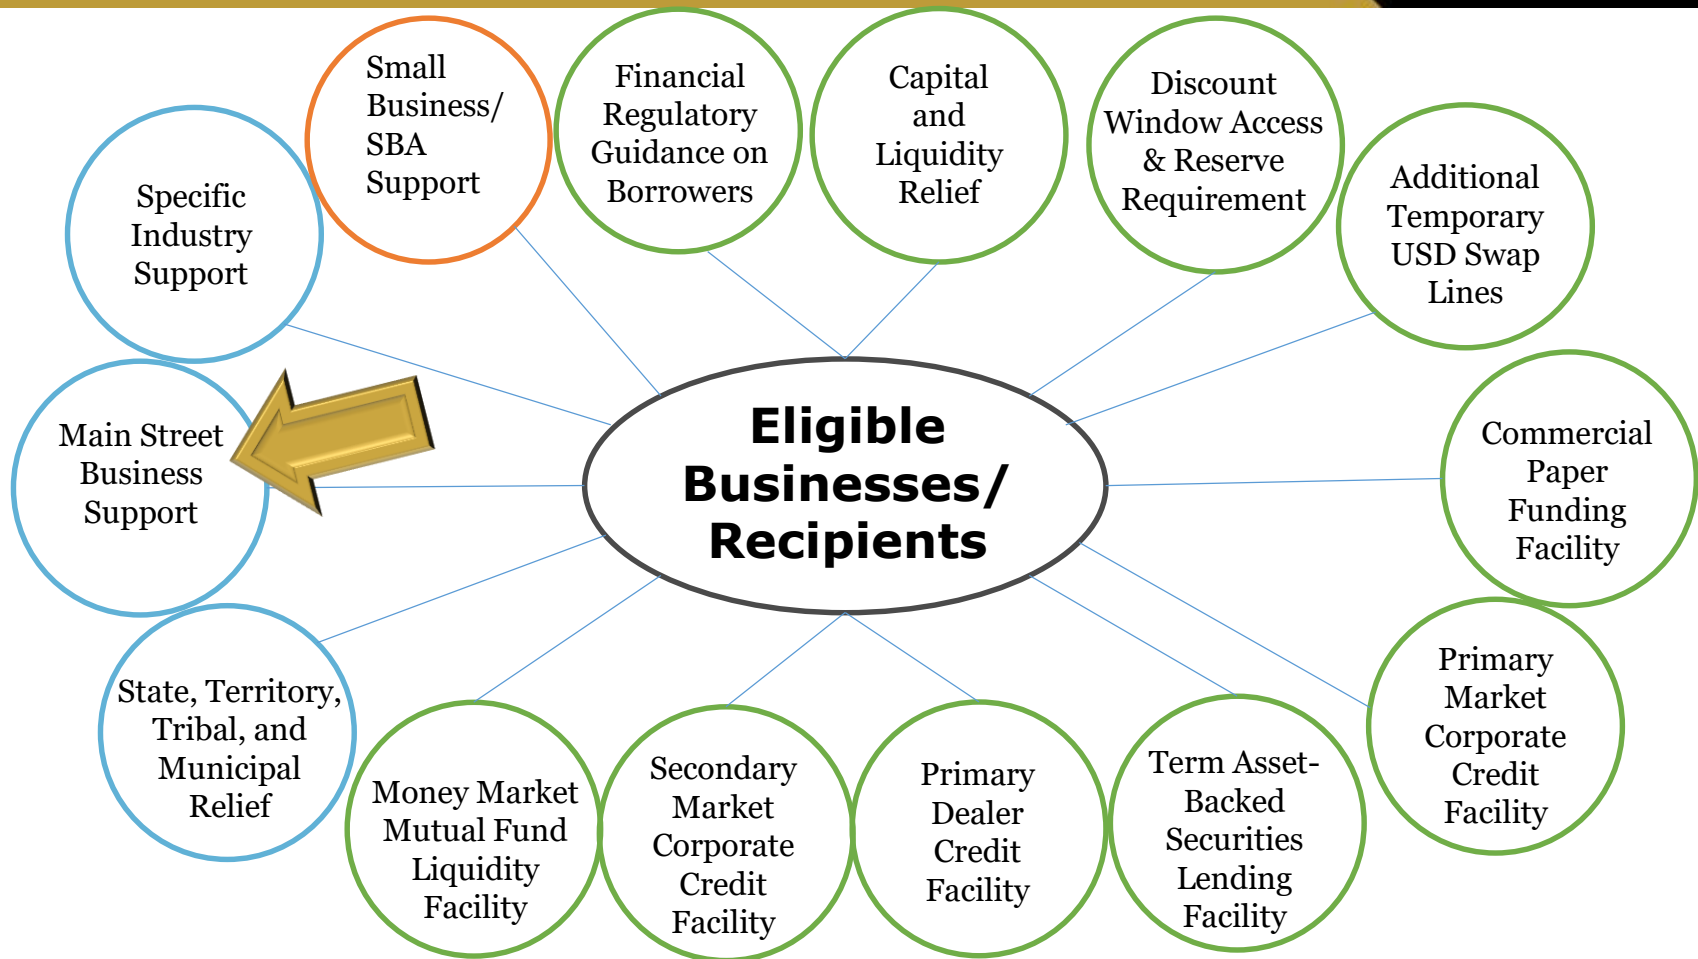 Small
Business/
SBA
Support
Financial
Regulatory
Guidance on
Borrowers
Capital
and
Liquidity
Relief
Discount
Window Access
& Reserve
Requirement
Additional
Temporary
USD Swap
Lines
Specific
Industry
Support
Main Street
Business
Support
Eligible
Businesses/
Recipients
Commercial
Paper
Funding
Facility
State, Territory,
Tribal, and
Municipal
Relief
Money Market
Mutual Fund
Liquidity
Facility
Secondary
Market
Corporate
Credit
Facility
Primary
Dealer
Credit
Facility
Term Asset-
Backed
Securities
Lending
Facility
Primary
Market
Corporate
Credit
Facility